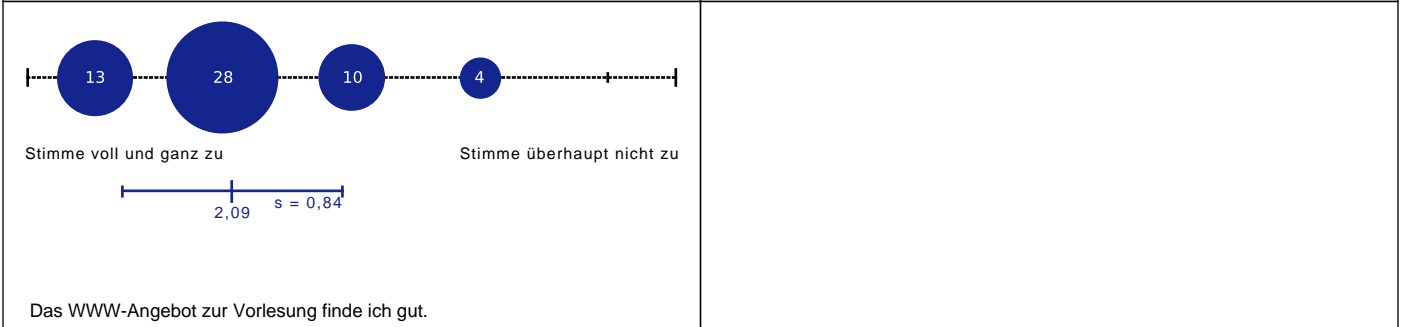 13 28 10 4
Stimme voll und ganz zu Stimme überhaupt nicht zu
s = 0,84
2,09
Das WWW-Angebot zur Vorlesung finde ich gut.